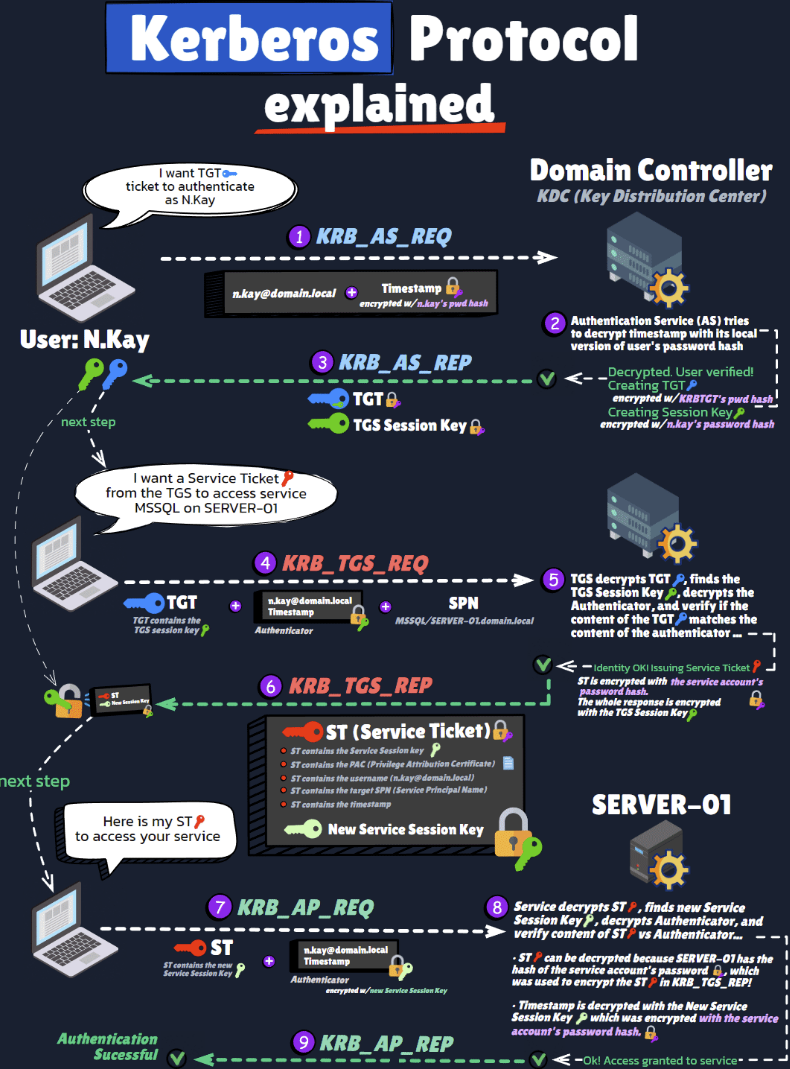 Kerberos Protocol
explained
I want TGT
ticket to authenticate
as N.Kay
Domain Controller
KDC (Key Distribution Center)
1 KRB_AS_REQ
n.kay@domain.local + Timestamp
encrypted w/n.kay's pwd hash
User: N.Kay
2 Authentication Service (AS) tries
to decrypt timestamp with its local
version of user's password hash
3 KRB_AS_REP
Decrypted. User verified!
Creating TGT
encrypted w/KRBTGT's pwd hash
Creating Session Key
encrypted w/n.kay's password hash
TGT
TGS Session Key
next step
I want a Service Ticket
from the TGS to access service
MSSQL on SERVER-01
4 KRB_TGS_REQ
TGT + n.kay@domain.local + SPN
Timestamp
TGT contains the
TGS session key
Authenticator
MSSQL/SERVER-01.domain.local
5 TGS decrypts TGT, finds the
TGS Session Key, decrypts the
Authenticator, and verify if the
content of the TGT matches the
content of the authenticator ...
Identity OK! Issuing Service Ticket
ST is encrypted with the service account's
password hash.
The whole response is encrypted
with the TGS Session Key
6 KRB_TGS_REP
ST
New Service Session Key
ST (Service Ticket)
ST contains the Service Session key
ST contains the PAC (Privilege Attribution Certificate)
ST contains the username (n.kay@domain.local)
ST contains the target SPN (Service Principal Name)
ST contains the timestamp
New Service Session Key
next step
Here is my ST
to access your service
SERVER-01
7 KRB_AP_REQ
ST + n.kay@domain.local
Timestamp
ST contains the new
Service Session Key
Authenticator
encrypted w/new Service Session Key
8 Service decrypts ST, finds new Service
Session Key, decrypts Authenticator, and
verify content of ST vs Authenticator...
- ST can be decrypted because SERVER-01 has the
hash of the service account's password, which
was used to encrypt the ST in KRB_TGS_REP!
- Timestamp is decrypted with the New Service
Session Key which was encrypted with the service
account's password hash.
9 KRB_AP_REP
Authentication
Sucessful
Ok! Access granted to service